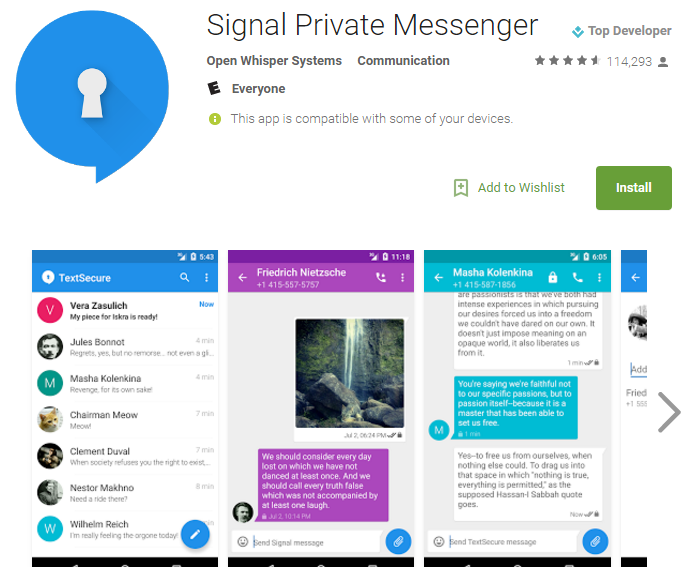 Signal Private Messenger
Top Developer
Open Whisper Systems Communication
114,293
E Everyone
This app is compatible with some of your devices.
Add to Wishlist
Install
5:43
TextSecure
Vera Zasulich Now
My piece for Iskra is ready!
Jules Bonnot 4 min
Regrets, yes, but no remorse... not even a gli...
Masha Kolenkina 4 min
Revenge, for its own sake!
Chairman Meow 7 min
Meow!
Clement Duval 7 min
When society refuses you the right to exist,...
Nestor Makhno 8 min
Need a ride there?
Wilhelm Reich
I'm really feeling the orgone today!
11:18
Friedrich Nietzsche
+1 415-557-5757
Jul 2, 06:24 PM
We should consider every day
lost on which we have not
danced at least once. And we
should call every truth false
which was not accompanied by
at least one laugh.
Jul 2, 10:14 PM
Send Signal message
6:05
Masha Kolenkina
+1 415-587-1856
are passionists is that we've both had
intense experiences in which pursuing
our desires forced us into a freedom
we couldn't have dared on our own. It
doesn't just impose meaning on an
opaque world, it also liberates us
from it.
1 min
You're saying we're faithful not
to our specific passions, but to
passion itself–because it is a
master that has been able to
set us free.
M
1 min
Yes–to free us from ourselves, when
nothing else could. To drag us into
that space in which "nothing is true,
everything is permitted," as the
supposed Hassan-I Sabbah quote
goes.
Now
Send TextSecure message
Add
Fried
+1 555